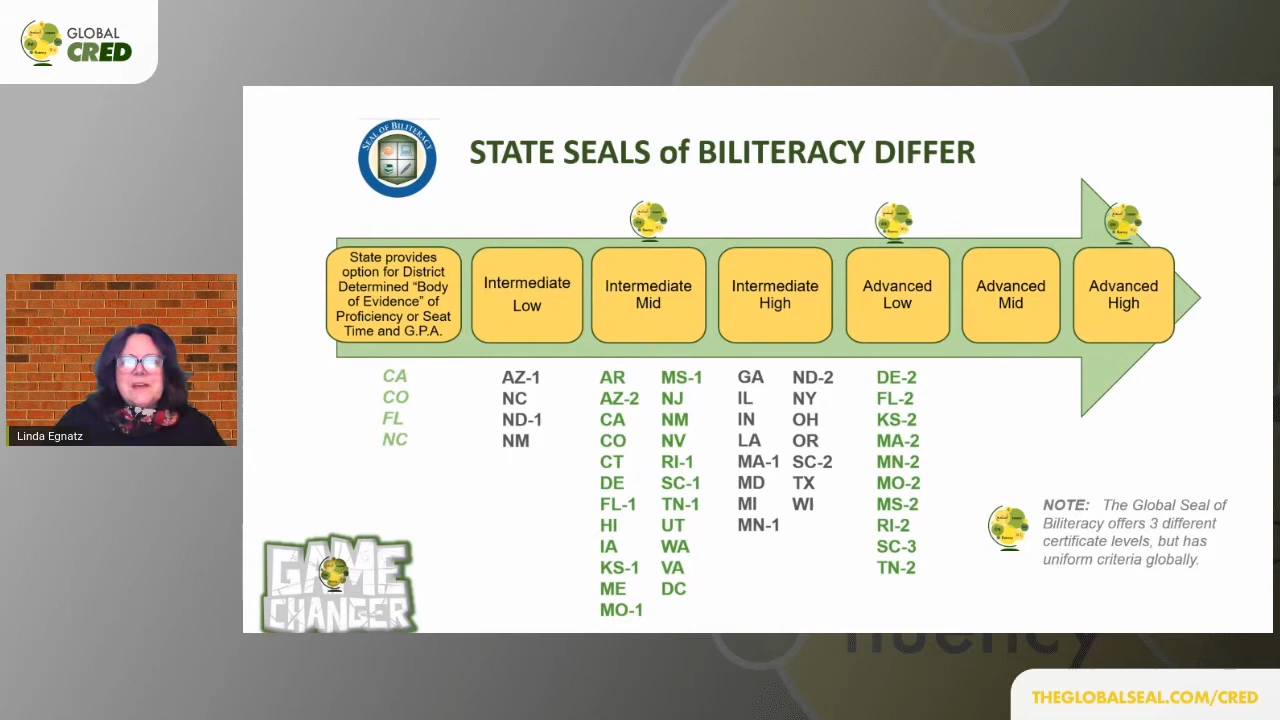 GLOBAL
CRED
SEAL OF BILITERACY
STATE SEALS of BILITERACY DIFFER
State provides
option for District
Determined “Body
of Evidence” of
Proficiency or Seat
Time and G.P.A.
Intermediate
Low
Intermediate
Mid
Intermediate
High
Advanced
Low
Advanced
Mid
Advanced
High
CA
CO
FL
NC
AZ-1
NC
ND-1
NM
AR
AZ-2
CA
CO
CT
DE
FL-1
HI
IA
KS-1
ME
MO-1
MS-1
NJ
NM
NV
RI-1
SC-1
TN-1
UT
WA
VA
DC
GA
IL
IN
LA
MA-1
MD
MI
MN-1
ND-2
NY
OH
OR
SC-2
TX
WI
DE-2
FL-2
KS-2
MA-2
MN-2
MO-2
MS-2
RI-2
SC-3
TN-2
NOTE: The Global Seal of
Biliteracy offers 3 different
certificate levels, but has
uniform criteria globally.
GAME
CHANGER
Linda Egnatz
fluency
THEGLOBALSEAL.COM/CRED